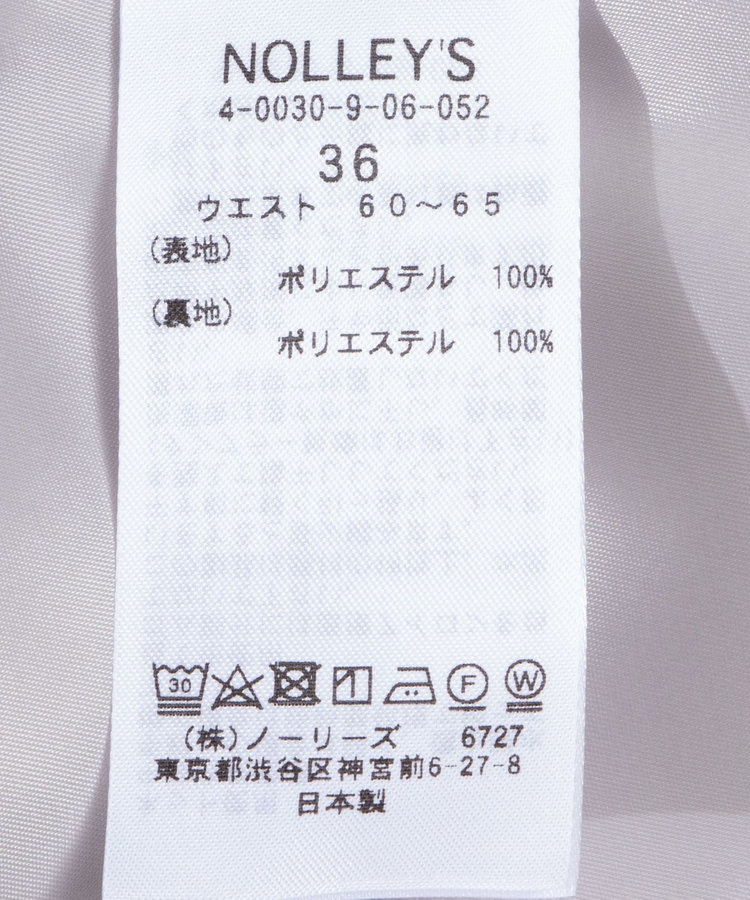 NOLLEY'S
4-0030-9-06-052
36
ウエスト 60～65
(表地)
ポリエステル 100%
(裏地)
ポリエステル 100%
30 F W
(株)ノーリーズ 6727
東京都渋谷区神宮前6-27-8
日本製